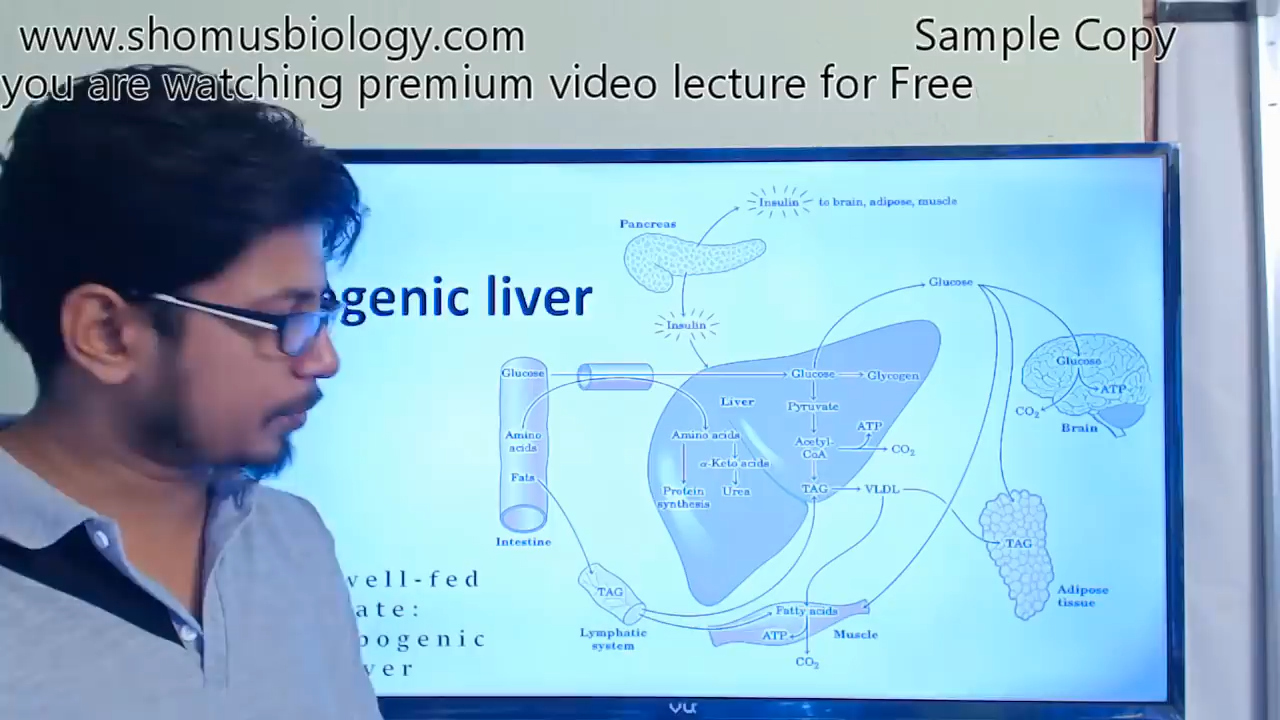 www.shomusbiology.com
Sample Copy
you are watching premium video lecture for Free
Insulin to brain, adipose, muscle
Pancreas
Glucose
genic liver
Insulin
Glucose
Glucose
Glucose
Glycogen
ATP
Liver
Pyruvate
CO2
Brain
Amino
acids
Amino acids
Acetyl-
CoA
ATP
CO2
α-Keto acids
Fats
Protein
synthesis
Urea
TAG
VLDL
Intestine
TAG
well-fed
TAG
Adipose
tissue
ate:
Fatty acids
Lymphatic
system
ATP
Muscle
pogenic
CO2
ver
VU